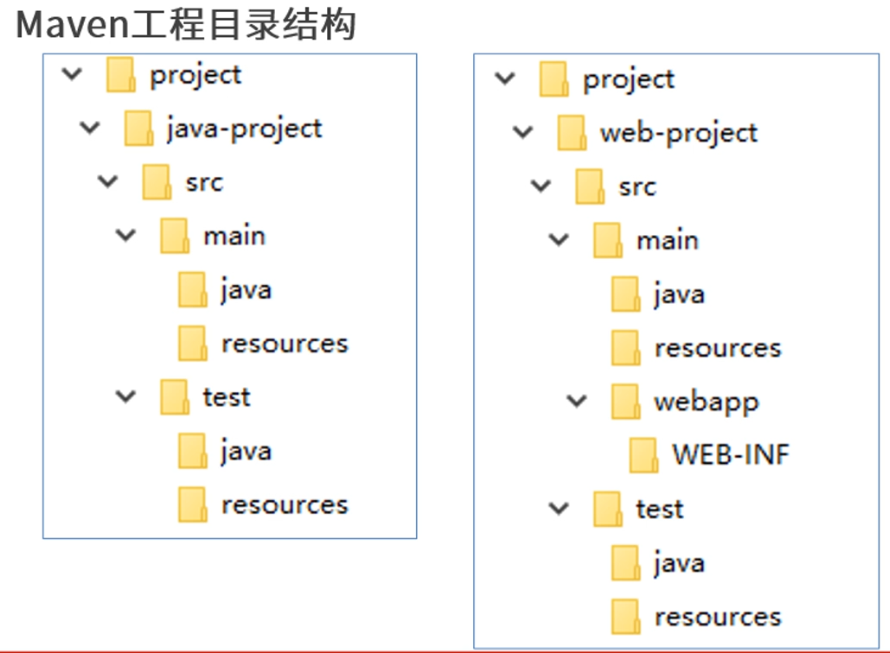 Maven工程目录结构
project
java-project
src
main
java
resources
test
java
resources
project
web-project
src
main
java
resources
webapp
WEB-INF
test
java
resources